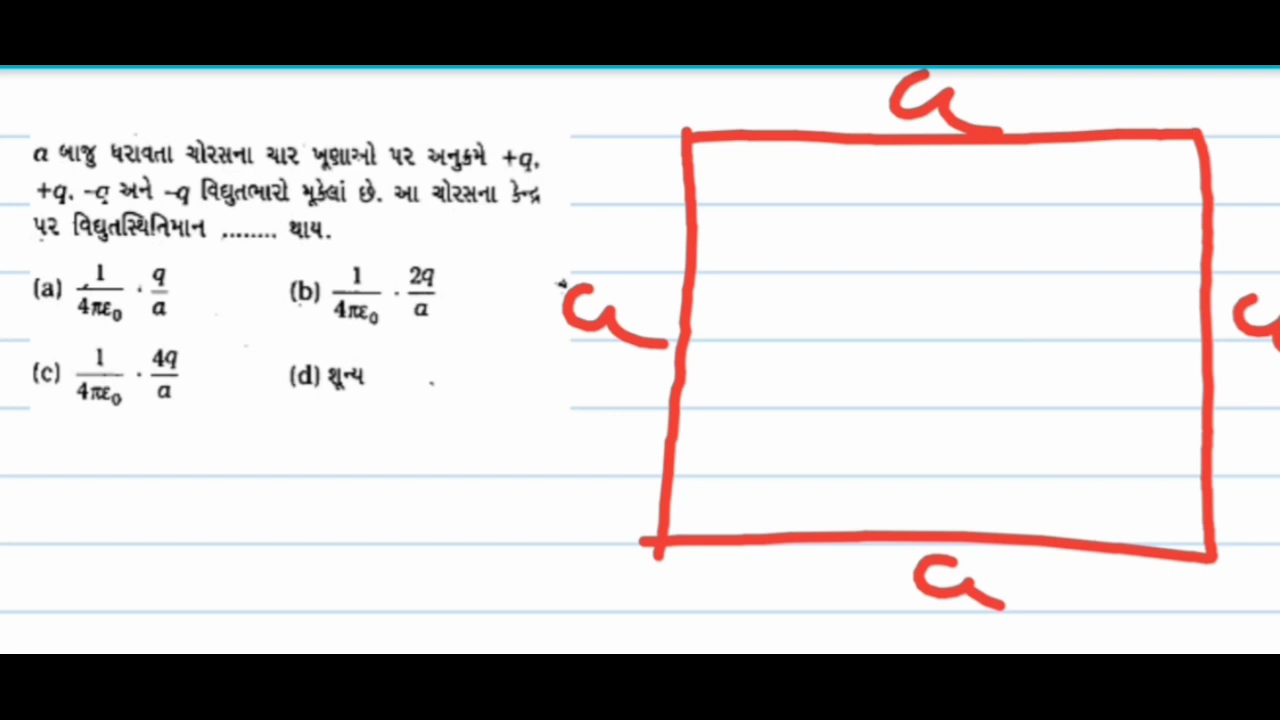 a બાજુ ધરાવતા ચોરસના ચાર ખૂણાઓ પર અનુક્રમે +q,
+q, –q અને –q વિદ્યુતભારો મૂકેલાં છે. આ ચોરસના કેન્દ્ર
પર વિદ્યુતસ્થિતિમાન ........ થાય.
(a) 1/4πε₀ · q/a (b) 1/4πε₀ · 2q/a
(c) 1/4πε₀ · 4q/a (d) શૂન્ય
a
a
a
a